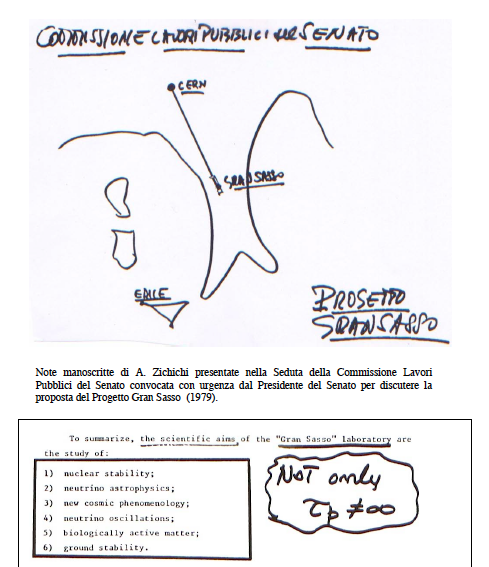 COMMISSIONE LAVORI PUBBLICI DEL SENATO
CERN
GRAN SASSO
ERICE
PROGETTO
GRAN SASSO
Note manoscritte di A. Zichichi presentate nella Seduta della Commissione Lavori
Pubblici del Senato convocata con urgenza dal Presidente del Senato per discutere la
proposta del Progetto Gran Sasso (1979).
To summarize, the scientific aims of the "Gran Sasso" laboratory are
the study of:
1) nuclear stability;
2) neutrino astrophysics;
3) new cosmic phenomenology;
4) neutrino oscillations;
5) biologically active matter;
6) ground stability.
NOT only
τp ≠ ∞